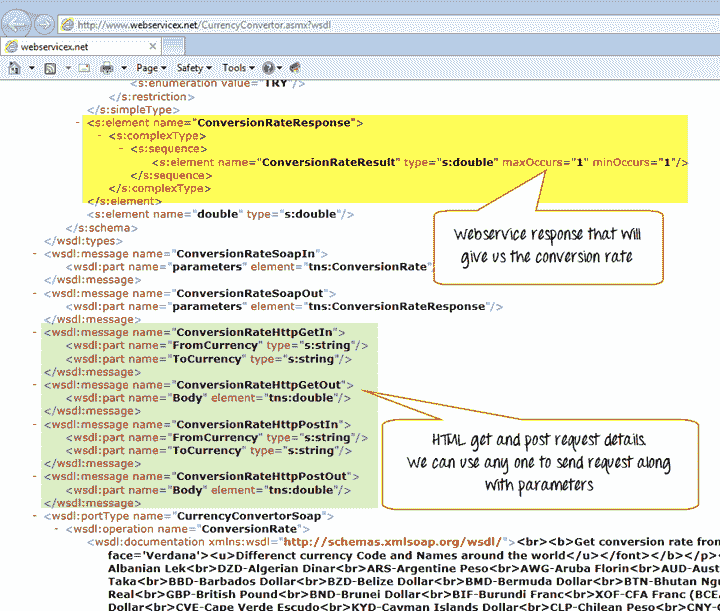 http://www.webservicex.net/CurrencyConvertor.asmx?wsdl
webservicex.net
Page Safety Tools
<s:enumeration value="TRY"/>
</s:restriction>
</s:simpleType>
- <s:element name="ConversionRateResponse">
- <s:complexType>
- <s:sequence>
<s:element name="ConversionRateResult" type="s:double" maxOccurs="1" minOccurs="1"/>
</s:sequence>
</s:complexType>
</s:element>
<s:element name="double" type="s:double"/>
</s:schema>
</wsdl:types>
Webservice response that will
give us the conversion rate
- <wsdl:message name="ConversionRateSoapIn">
<wsdl:part name="parameters" element="tns:ConversionRate"
</wsdl:message>
- <wsdl:message name="ConversionRateSoapOut">
<wsdl:part name="parameters" element="tns:ConversionRateResponse"/>
</wsdl:message>
- <wsdl:message name="ConversionRateHttpGetIn">
<wsdl:part name="FromCurrency" type="s:string"/>
<wsdl:part name="ToCurrency" type="s:string"/>
</wsdl:message>
- <wsdl:message name="ConversionRateHttpGetOut">
<wsdl:part name="Body" element="tns:double"/>
</wsdl:message>
- <wsdl:message name="ConversionRateHttpPostIn">
<wsdl:part name="FromCurrency" type="s:string"/>
<wsdl:part name="ToCurrency" type="s:string"/>
</wsdl:message>
- <wsdl:message name="ConversionRateHttpPostOut">
<wsdl:part name="Body" element="tns:double"/>
</wsdl:message>
HTML get and post request details.
We can use any one to send request along
with parameters
- <wsdl:portType name="CurrencyConvertorSoap">
- <wsdl:operation name="ConversionRate">
<wsdl:documentation xmlns:wsdl="http://schemas.xmlsoap.org/wsdl/"><br><b>Get conversion rate from
face='Verdana'><u>Differenct currency Code and Names around the world</u></font></b></p>
Albanian Lek<br>DZD-Algerian Dinar<br>ARS-Argentine Peso<br>AWG-Aruba Florin<br>AUD-Aust
Taka<br>BBD-Barbados Dollar<br>BZD-Belize Dollar<br>BMD-Bermuda Dollar<br>BTN-Bhutan Ngu
Real<br>GBP-British Pound<br>BND-Brunei Dollar<br>BIF-Burundi Franc<br>XOF-CFA Franc (BCEA
Dollar<br>CVE-Cape Verde Escudo<br>KYD-Cayman Islands Dollar<br>CLP-Chilean Peso<br>CN